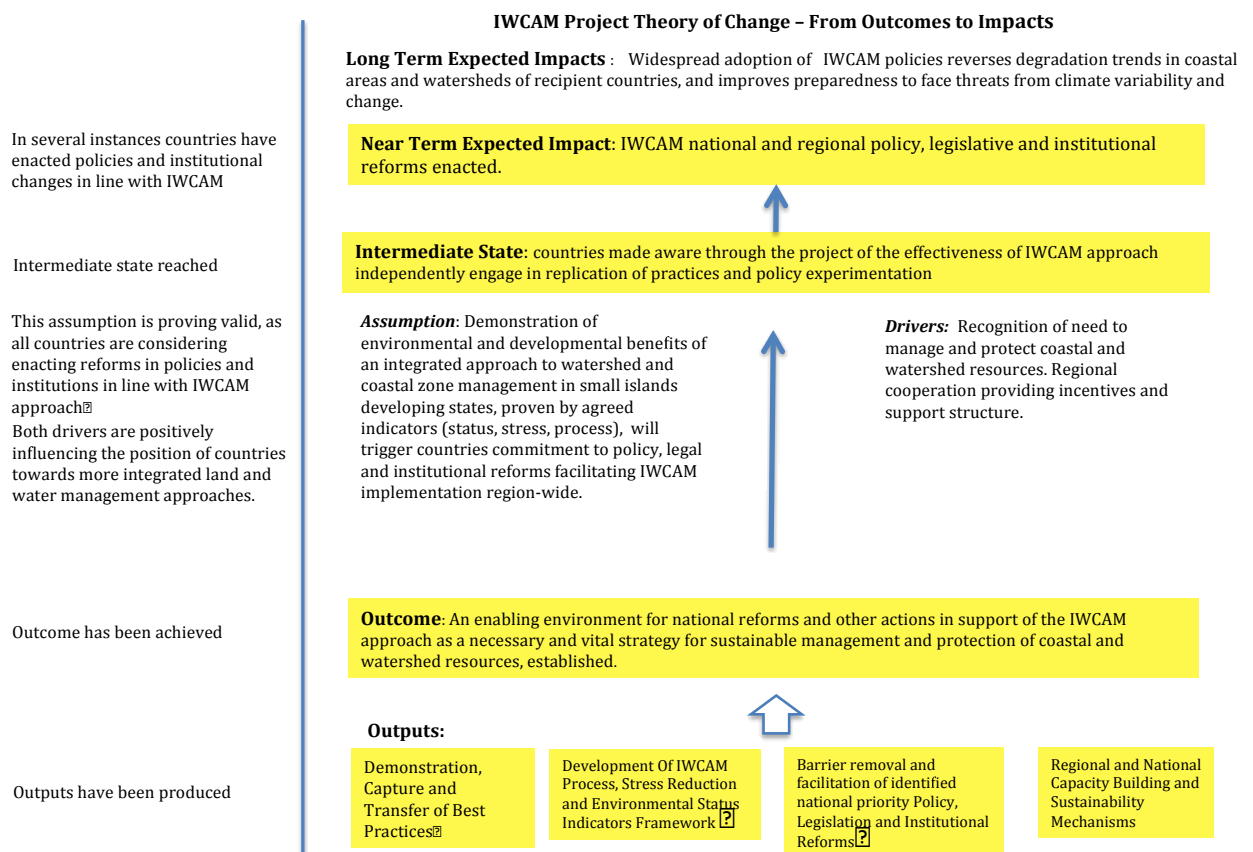 IWCAM Project Theory of Change – From Outcomes to Impacts
Long Term Expected Impacts : Widespread adoption of IWCAM policies reverses degradation trends in coastal
areas and watersheds of recipient countries, and improves preparedness to face threats from climate variability and
change.
In several instances countries have
enacted policies and institutional
changes in line with IWCAM
Near Term Expected Impact: IWCAM national and regional policy, legislative and institutional
reforms enacted.
Intermediate state reached
Intermediate State: countries made aware through the project of the effectiveness of IWCAM approach
independently engage in replication of practices and policy experimentation
This assumption is proving valid, as
all countries are considering
enacting reforms in policies and
institutions in line with IWCAM
approach⍰
Both drivers are positively
influencing the position of countries
towards more integrated land and
water management approaches.
Assumption: Demonstration of
environmental and developmental benefits of
an integrated approach to watershed and
coastal zone management in small islands
developing states, proven by agreed
indicators (status, stress, process), will
trigger countries commitment to policy, legal
and institutional reforms facilitating IWCAM
implementation region-wide.
Drivers: Recognition of need to
manage and protect coastal and
watershed resources. Regional
cooperation providing incentives and
support structure.
Outcome has been achieved
Outcome: An enabling environment for national reforms and other actions in support of the IWCAM
approach as a necessary and vital strategy for sustainable management and protection of coastal and
watershed resources, established.
Outputs have been produced
Outputs:
Demonstration,
Capture and
Transfer of Best
Practices⍰
Development Of IWCAM
Process, Stress Reduction
and Environmental Status
Indicators Framework ⍰
Barrier removal and
facilitation of identified
national priority Policy,
Legislation and Institutional
Reforms⍰
Regional and National
Capacity Building and
Sustainability
Mechanisms